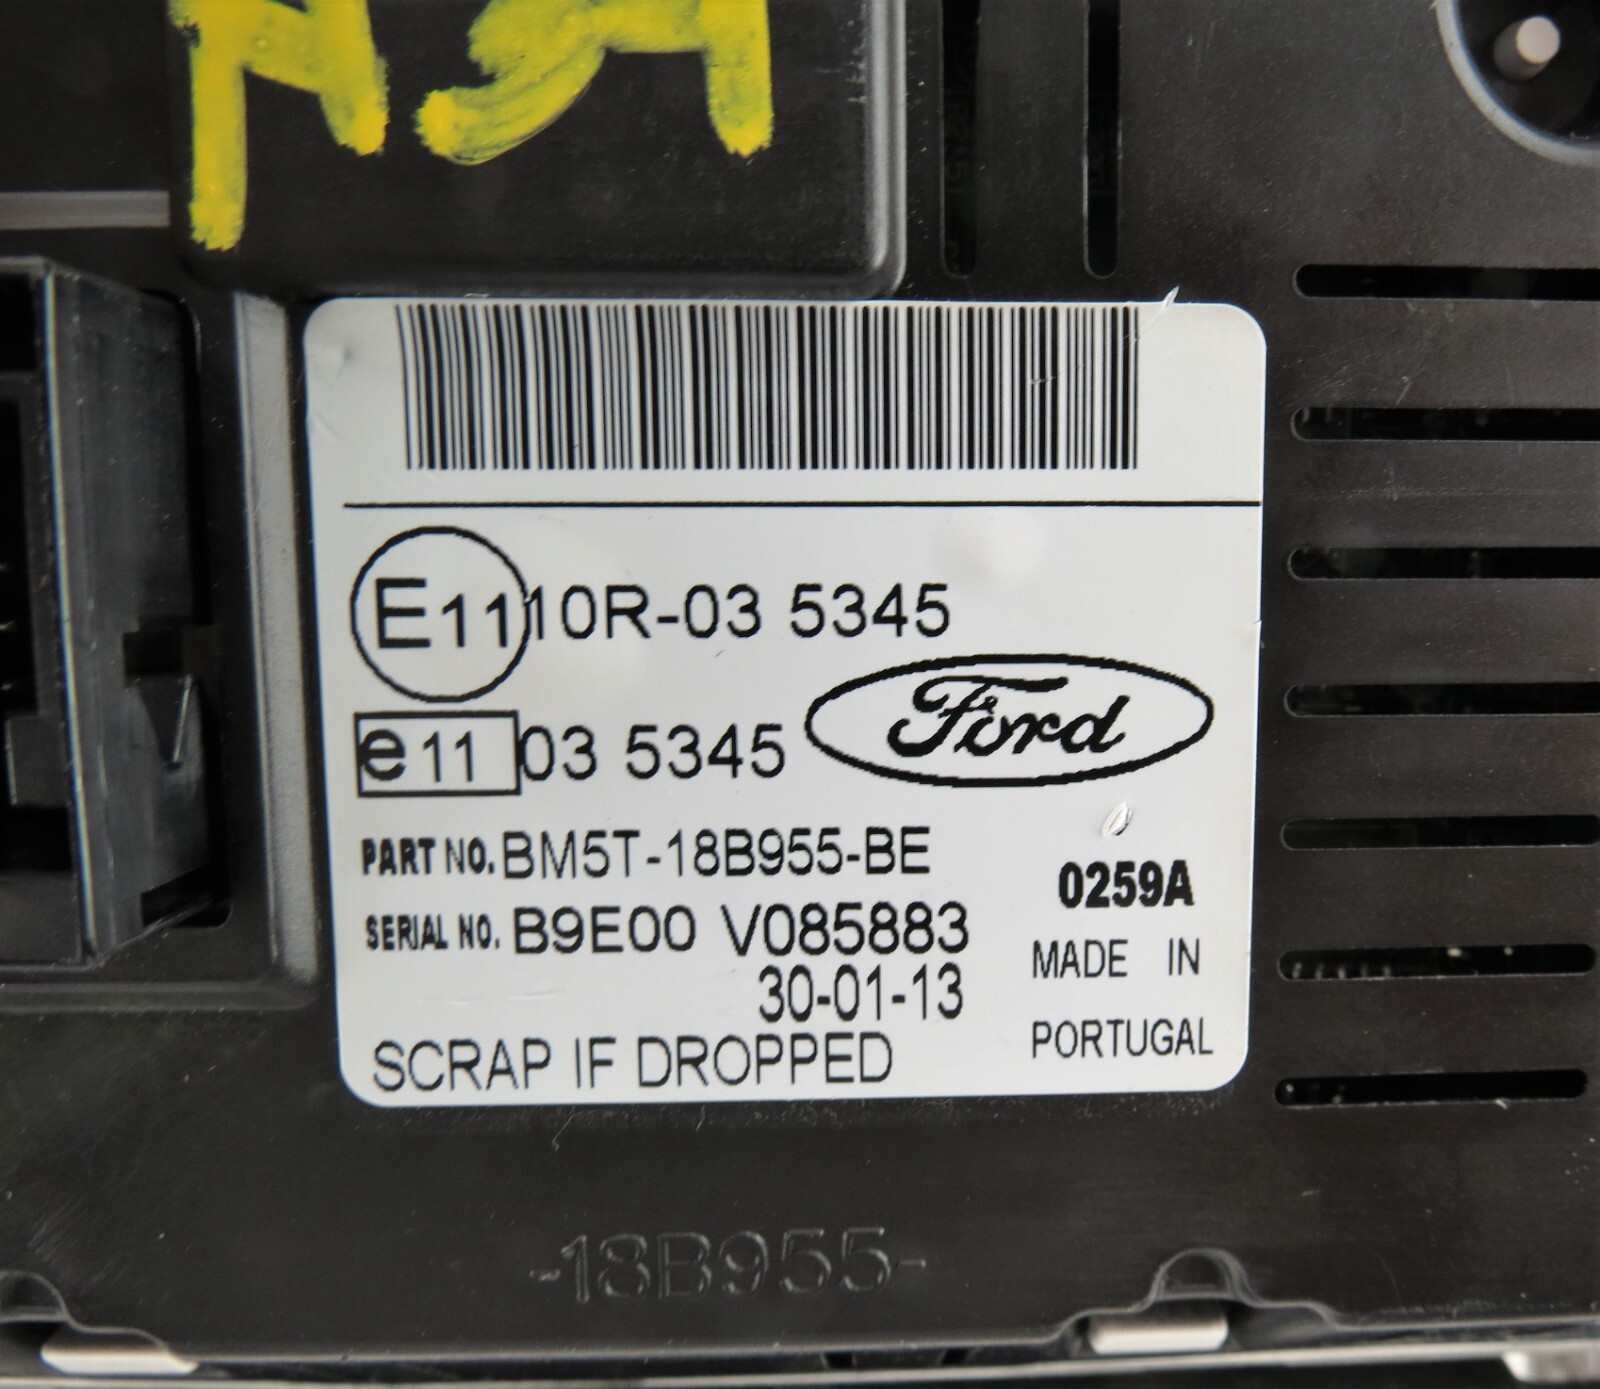 E11 10R-03 5345
e11 03 5345
Ford
PART NO. BM5T-18B955-BE
0259A
SERIAL NO. B9E00 V085883
MADE IN
30-01-13
PORTUGAL
SCRAP IF DROPPED
-18B955-